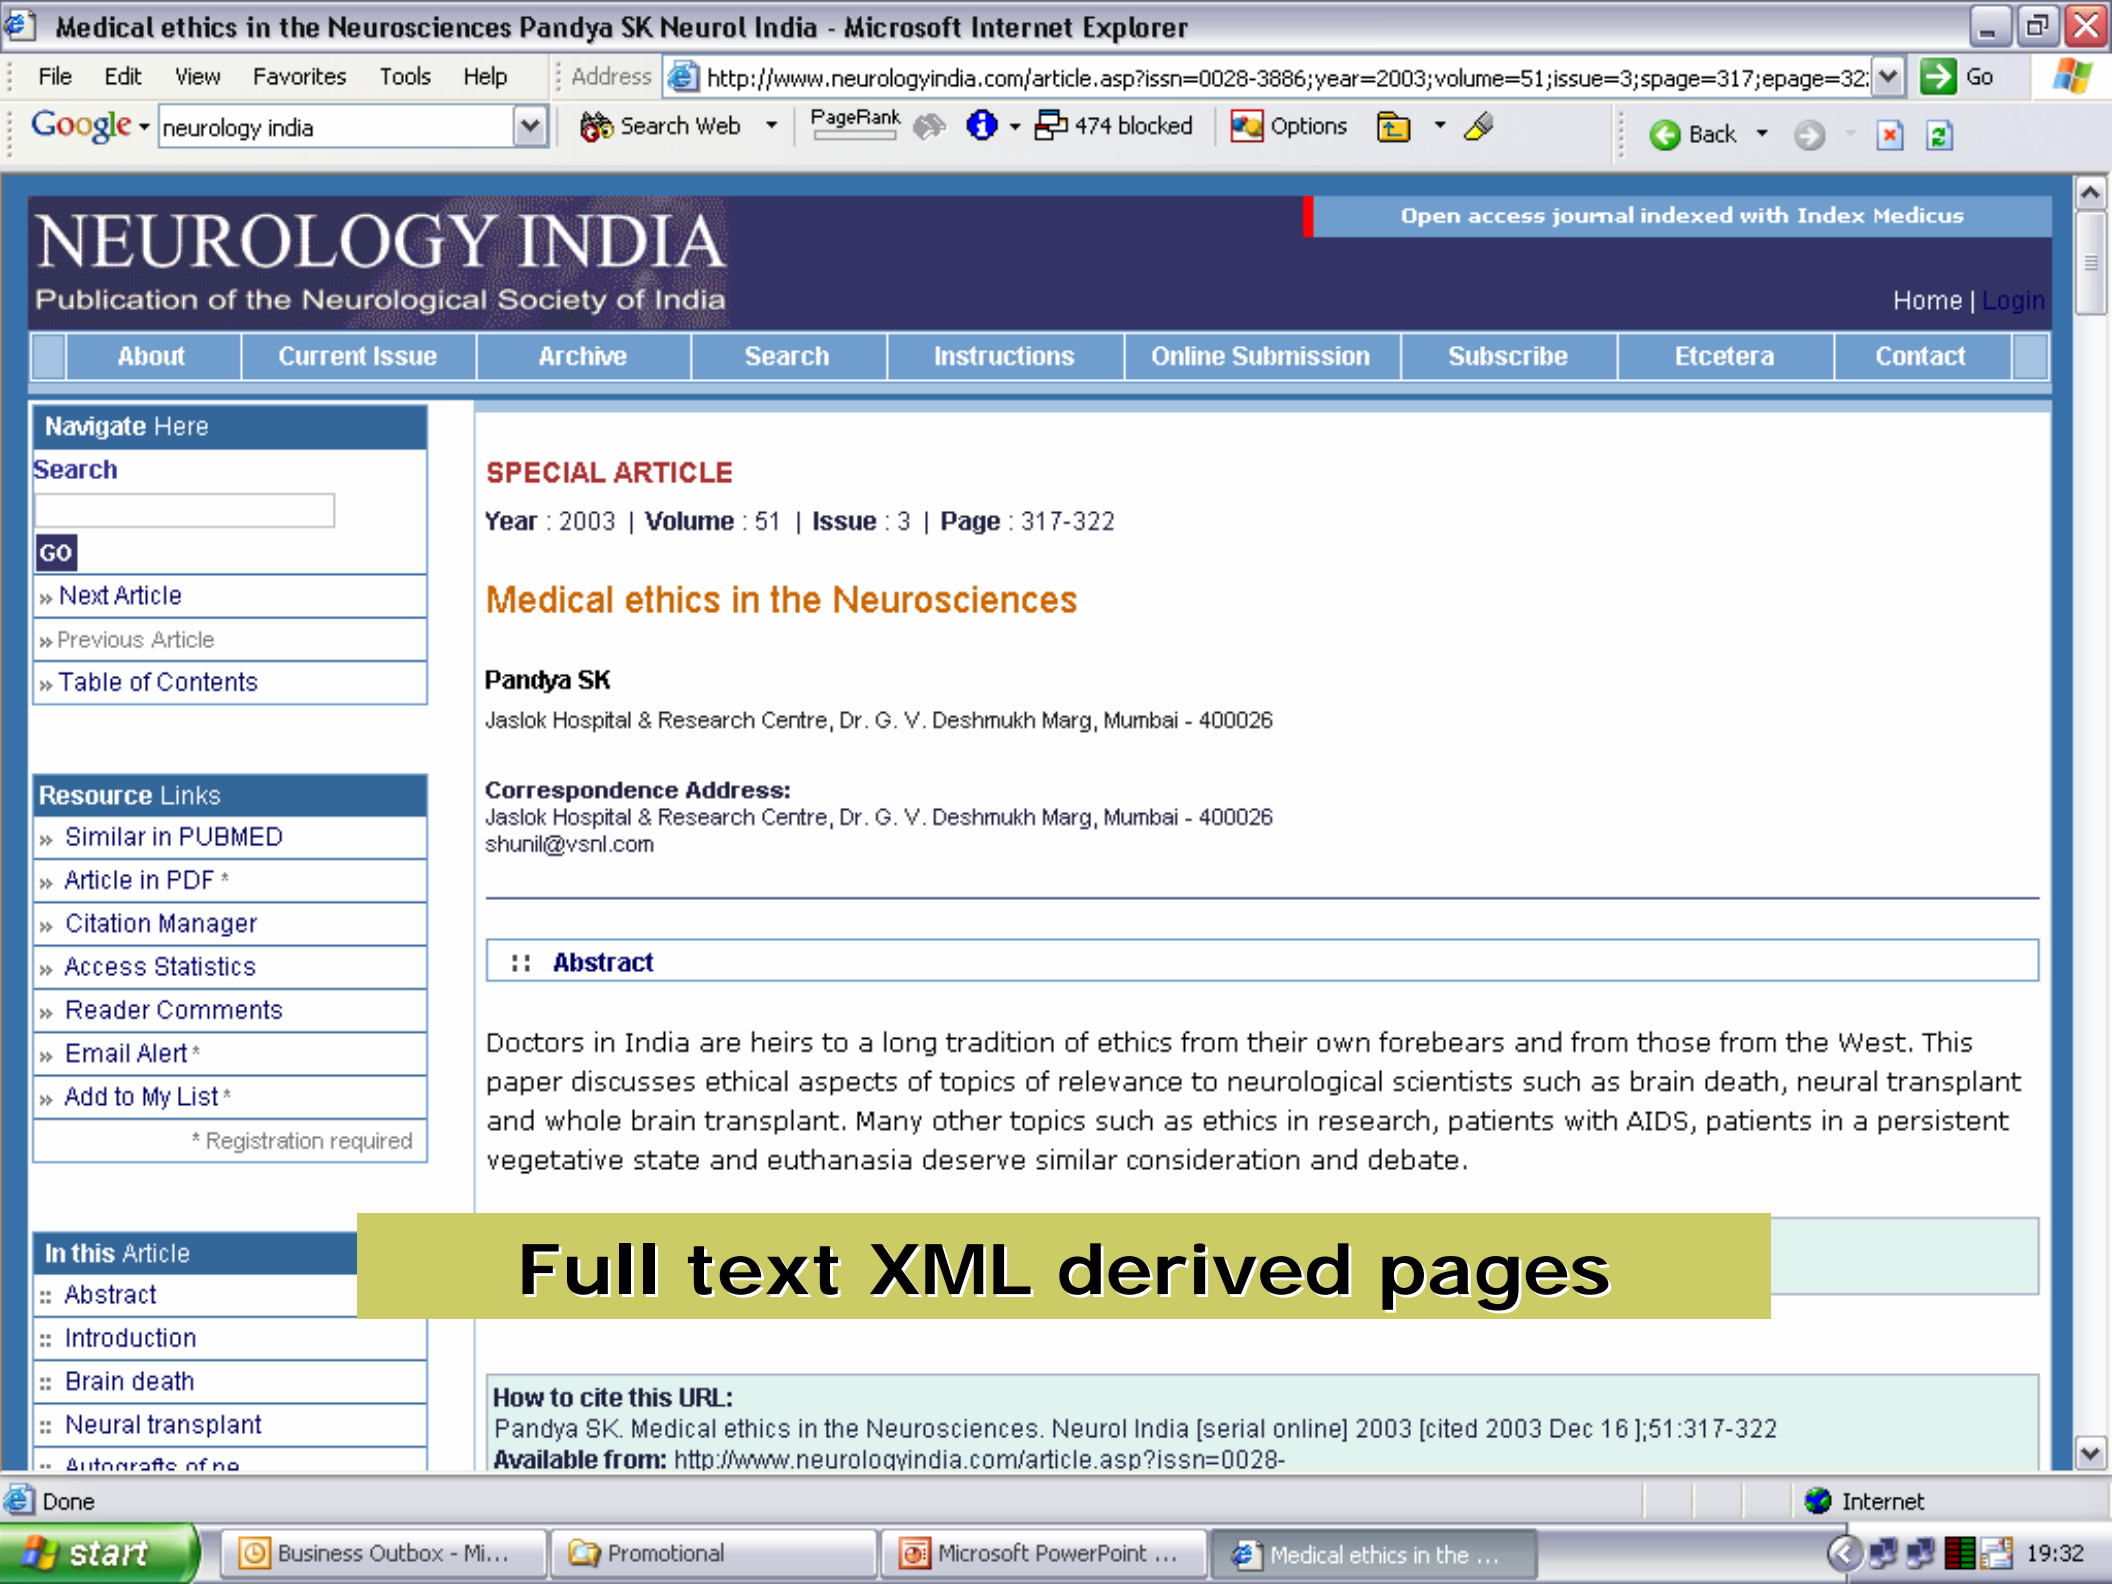 Medical ethics in the Neurosciences Pandya SK Neurol India - Microsoft Internet Explorer
File Edit View Favorites Tools Help Address http://www.neurologyindia.com/article.asp?issn=0028-3886;year=2003;volume=51;issue=3;spage=317;epage=32 Go
Google neurology india Search Web PageRank 474 blocked Options Back
NEUROLOGY INDIA
Publication of the Neurological Society of India
Open access journal indexed with Index Medicus
Home | Login
About Current Issue Archive Search Instructions Online Submission Subscribe Etcetera Contact
Navigate Here
Search
GO
» Next Article
» Previous Article
» Table of Contents
Resource Links
» Similar in PUBMED
» Article in PDF *
» Citation Manager
» Access Statistics
» Reader Comments
» Email Alert *
» Add to My List *
* Registration required
In this Article
:: Abstract
:: Introduction
:: Brain death
:: Neural transplant
:: Autografts of ne
SPECIAL ARTICLE
Year : 2003 | Volume : 51 | Issue : 3 | Page : 317-322
Medical ethics in the Neurosciences
Pandya SK
Jaslok Hospital & Research Centre, Dr. G. V. Deshmukh Marg, Mumbai - 400026
Correspondence Address:
Jaslok Hospital & Research Centre, Dr. G. V. Deshmukh Marg, Mumbai - 400026
shunil@vsnl.com
:: Abstract
Doctors in India are heirs to a long tradition of ethics from their own forebears and from those from the West. This
paper discusses ethical aspects of topics of relevance to neurological scientists such as brain death, neural transplant
and whole brain transplant. Many other topics such as ethics in research, patients with AIDS, patients in a persistent
vegetative state and euthanasia deserve similar consideration and debate.
Full text XML derived pages
How to cite this URL:
Pandya SK. Medical ethics in the Neurosciences. Neurol India [serial online] 2003 [cited 2003 Dec 16 ];51:317-322
Available from: http://www.neurologyindia.com/article.asp?issn=0028-
Done Internet
start Business Outbox - Mi... Promotional Microsoft PowerPoint ... Medical ethics in the ... 19:32